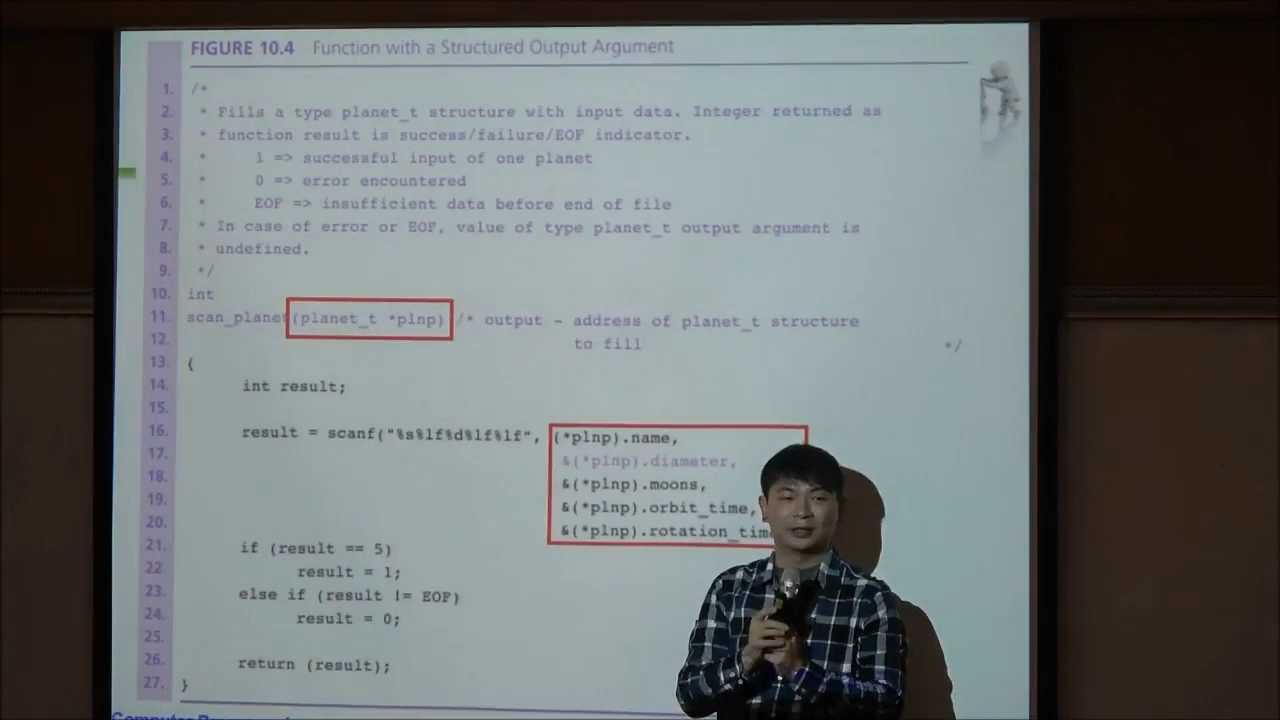 FIGURE 10.4 Function with a Structured Output Argument
1. /*
2. * Fills a type planet_t structure with input data. Integer returned as
3. * function result is success/failure/EOF indicator.
4. * 1 => successful input of one planet
5. * 0 => error encountered
6. * EOF => insufficient data before end of file
7. * In case of error or EOF, value of type planet_t output argument is
8. * undefined.
9. */
10. int
11. scan_planet(planet_t *plnp) /* output - address of planet_t structure
12. to fill */
13. {
14. int result;
15.
16. result = scanf("%s%lf%d%lf%lf", (*plnp).name,
17. &(*plnp).diameter,
18. &(*plnp).moons,
19. &(*plnp).orbit_time,
20. &(*plnp).rotation_time
21. if (result == 5)
22. result = 1;
23. else if (result != EOF)
24. result = 0;
25.
26. return (result);
27. }